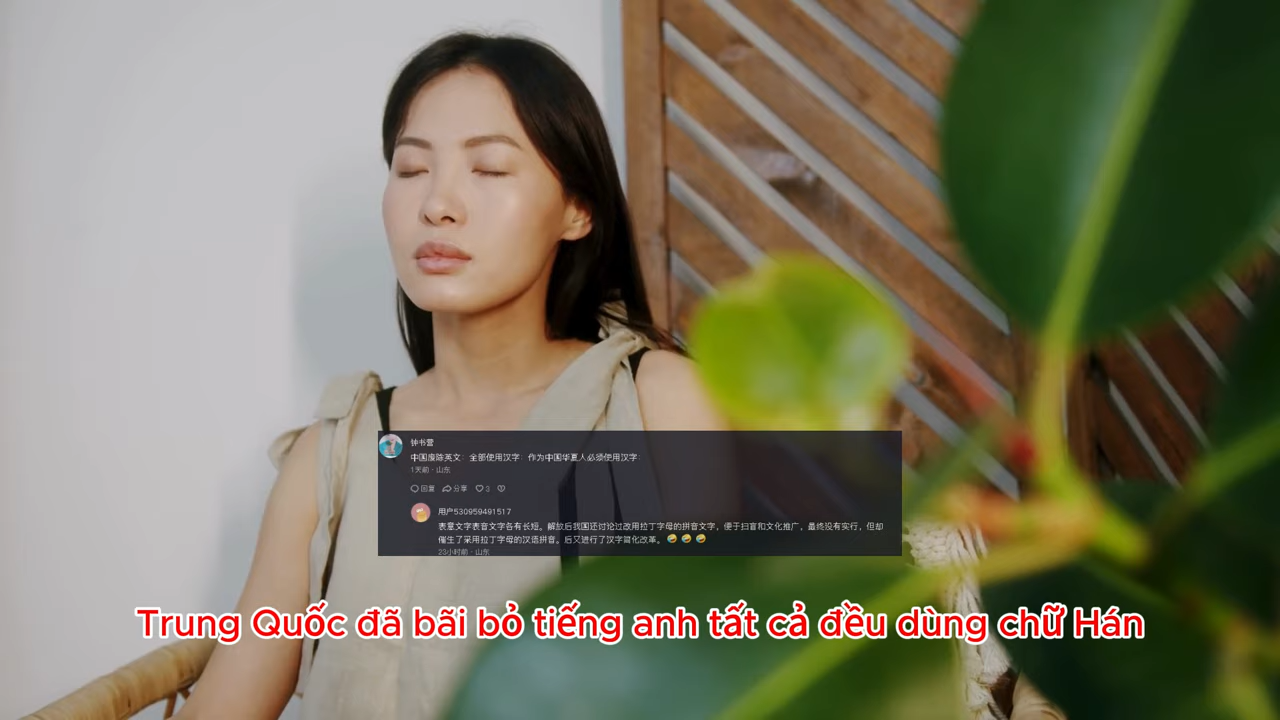 钟书营
中国废除英文：全部使用汉字：作为中国华夏人必须使用汉字：
1天前·山东
回复 分享 3
用户530959491517
表意文字表音文字各有长短。解放后我国还讨论过改用拉丁字母的拼音文字，便于扫盲和文化推广，最终没有实行，但却
催生了采用拉丁字母的汉语拼音。后又进行了汉字简化改革。🤣🤣🤣
23小时前·山东
Trung Quốc đã bãi bỏ tiếng anh tất cả đều dùng chữ Hán